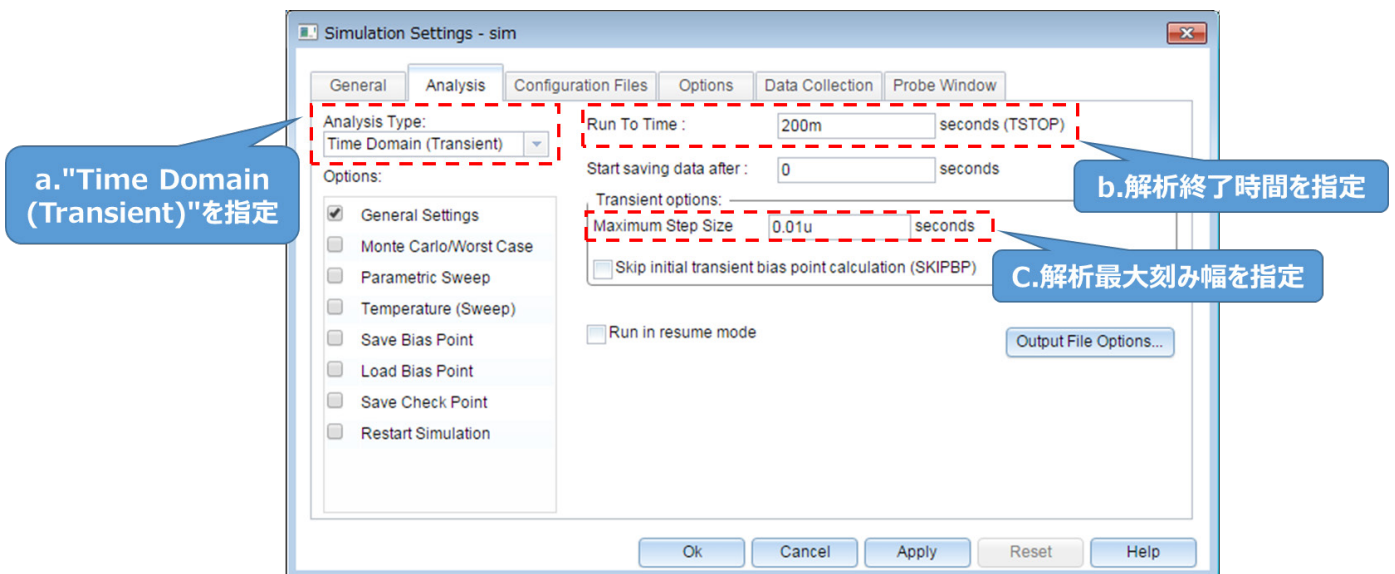 Simulation Settings - sim
General
Analysis
Configuration Files
Options
Data Collection
Probe Window
Analysis Type:
Time Domain (Transient)
Options:
General Settings
Monte Carlo/Worst Case
Parametric Sweep
Temperature (Sweep)
Save Bias Point
Load Bias Point
Save Check Point
Restart Simulation
Run To Time :
200m
seconds (TSTOP)
Start saving data after :
0
seconds
Transient options:
Maximum Step Size
0.01u
seconds
Skip initial transient bias point calculation (SKIPBP)
Run in resume mode
Output File Options...
Ok
Cancel
Apply
Reset
Help
a."Time Domain
(Transient)"を指定
b.解析終了時間を指定
C.解析最大刻み幅を指定